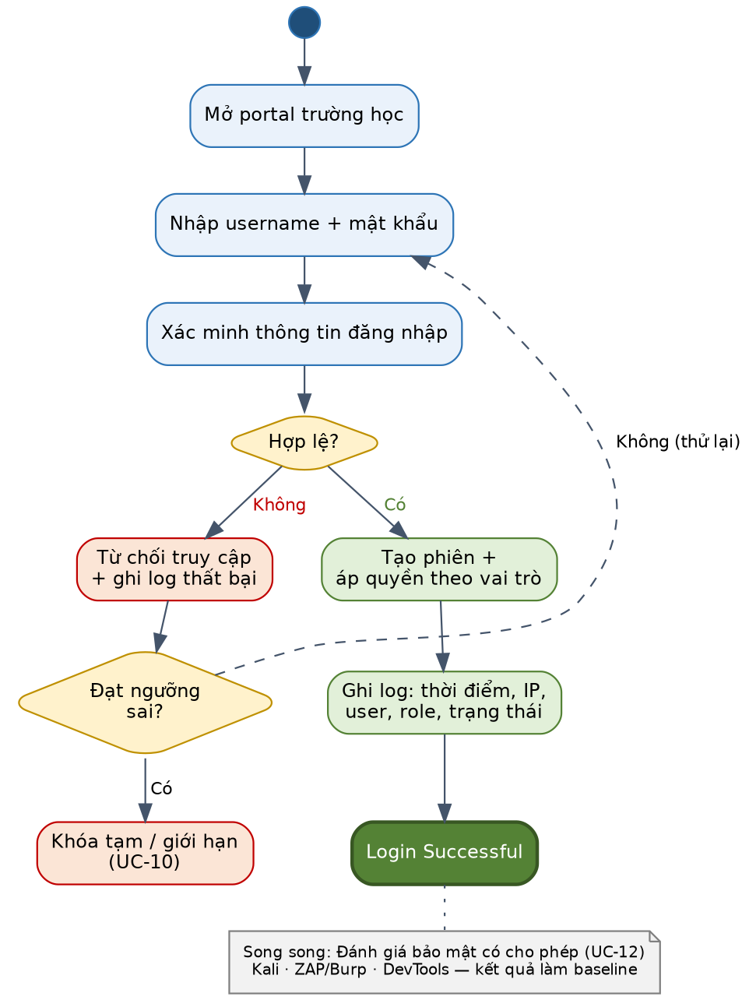 Mở portal trường học
Nhập username + mật khẩu
Xác minh thông tin đăng nhập
Hợp lệ?
Không (thử lại)
Không
Có
Từ chối truy cập
+ ghi log thất bại
Tạo phiên +
áp quyền theo vai trò
Đạt ngưỡng
sai?
Ghi log: thời điểm, IP,
user, role, trạng thái
Có
Khóa tạm / giới hạn
(UC-10)
Login Successful
Song song: Đánh giá bảo mật có cho phép (UC-12)
Kali · ZAP/Burp · DevTools — kết quả làm baseline